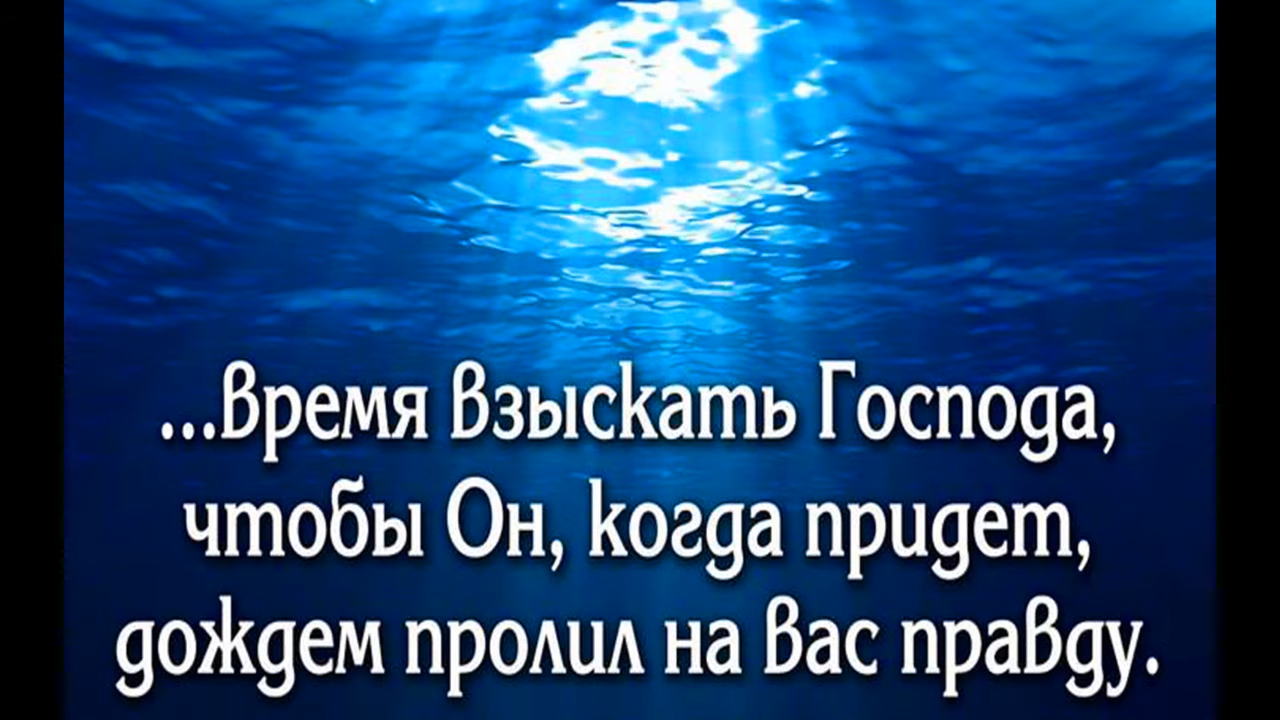 ...время взыскать Господа,
чтобы Он, когда придет,
дождем пролил на вас правду.